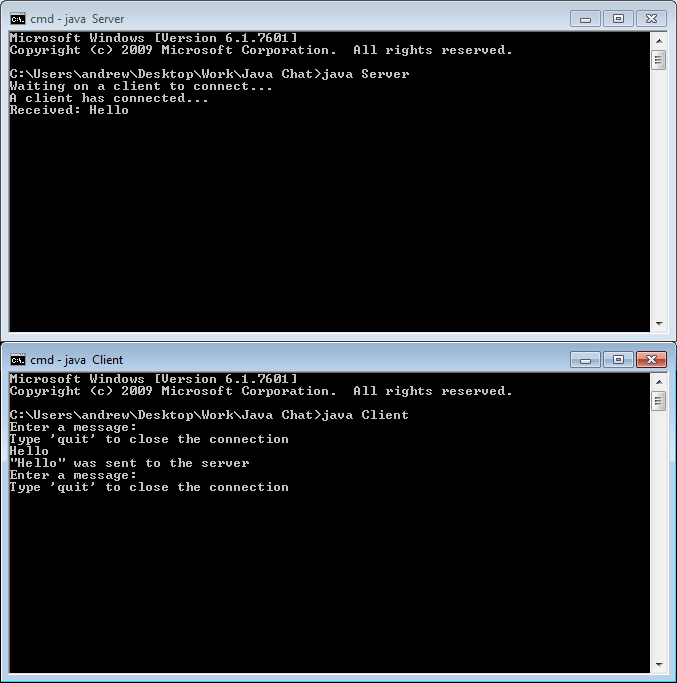 cmd - java  Server
Microsoft Windows [Version 6.1.7601]
Copyright (c) 2009 Microsoft Corporation.  All rights reserved.
C:\Users\andrew\Desktop\Work\Java Chat>java Server
Waiting on a client to connect...
A client has connected...
Received: Hello
cmd - java  Client
Microsoft Windows [Version 6.1.7601]
Copyright (c) 2009 Microsoft Corporation.  All rights reserved.
C:\Users\andrew\Desktop\Work\Java Chat>java Client
Enter a message:
Type 'quit' to close the connection
Hello
"Hello" was sent to the server
Enter a message:
Type 'quit' to close the connection